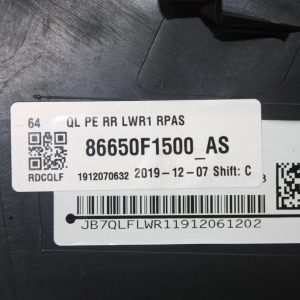 64 QL PE RR LWR1 RPAS
86650F1500_AS
RDCQLF 1912070632 2019-12-07 Shift: C
JB7QLFLWR11912061202